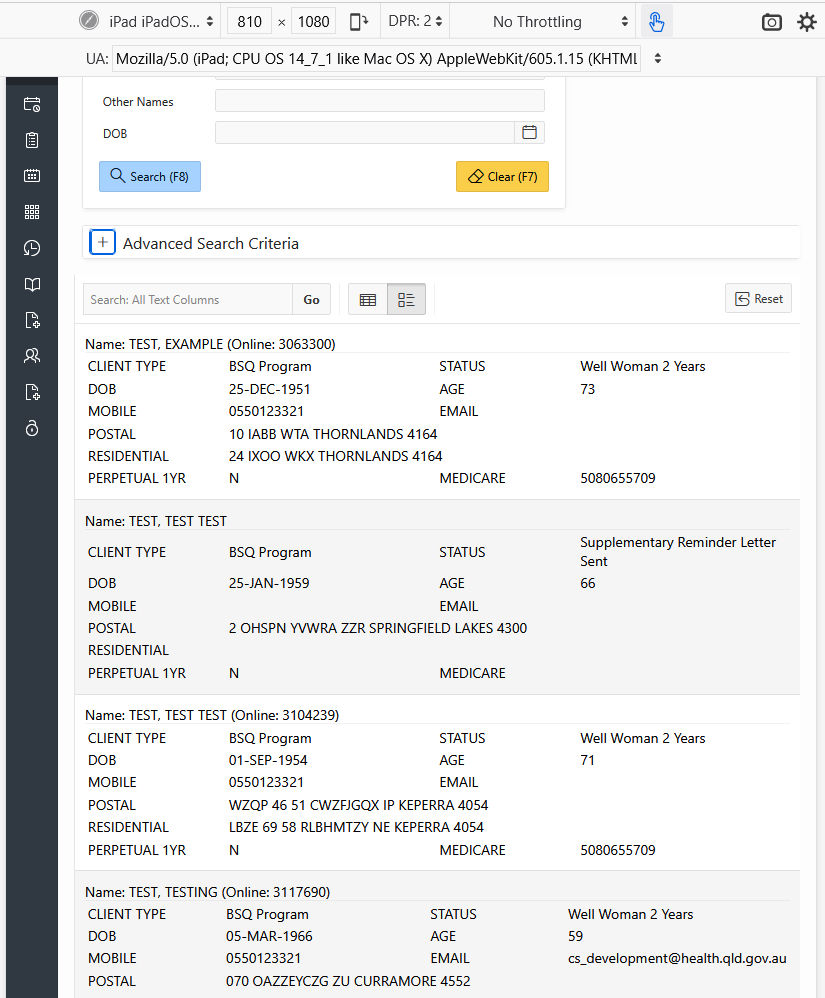 iPad iPadOS... 810 × 1080 DPR: 2 No Throttling
UA: Mozilla/5.0 (iPad; CPU OS 14_7_1 like Mac OS X) AppleWebKit/605.1.15 (KHTML
Other Names
DOB
Search (F8) Clear (F7)
Advanced Search Criteria
Search: All Text Columns Go Reset
Name: TEST, EXAMPLE (Online: 3063300)
CLIENT TYPE BSQ Program STATUS Well Woman 2 Years
DOB 25-DEC-1951 AGE 73
MOBILE 0550123321 EMAIL
POSTAL 10 IABB WTA THORNLANDS 4164
RESIDENTIAL 24 IXOO WKX THORNLANDS 4164
PERPETUAL 1YR N MEDICARE 5080655709
Name: TEST, TEST TEST
CLIENT TYPE BSQ Program STATUS Supplementary Reminder Letter
Sent
DOB 25-JAN-1959 AGE 66
MOBILE EMAIL
POSTAL 2 OHSPN YVWRA ZZR SPRINGFIELD LAKES 4300
RESIDENTIAL
PERPETUAL 1YR N MEDICARE
Name: TEST, TEST TEST (Online: 3104239)
CLIENT TYPE BSQ Program STATUS Well Woman 2 Years
DOB 01-SEP-1954 AGE 71
MOBILE 0550123321 EMAIL
POSTAL WZQP 46 51 CWZFJGQX IP KEPERRA 4054
RESIDENTIAL LBZE 69 58 RLBHMTZY NE KEPERRA 4054
PERPETUAL 1YR N MEDICARE 5080655709
Name: TEST, TESTING (Online: 3117690)
CLIENT TYPE BSQ Program STATUS Well Woman 2 Years
DOB 05-MAR-1966 AGE 59
MOBILE 0550123321 EMAIL cs_development@health.qld.gov.au
POSTAL 070 OAZZEYCZG ZU CURRAMORE 4552